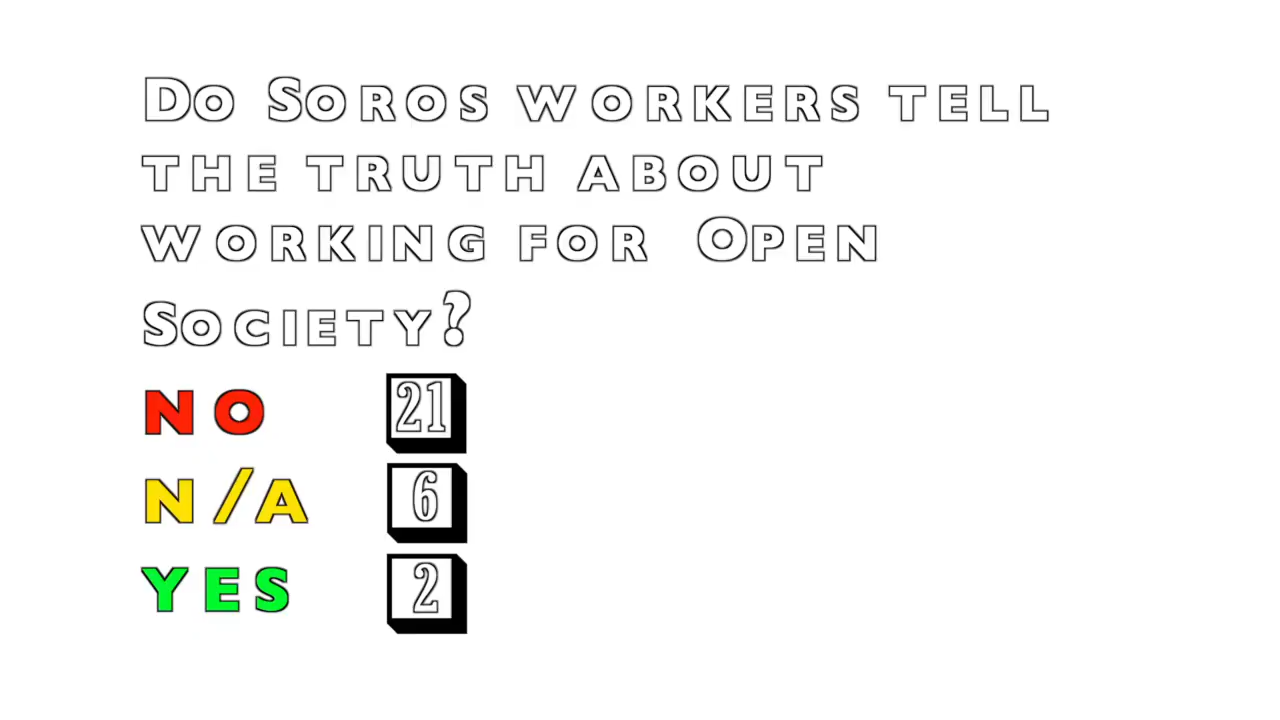 Do Soros workers tell
the truth about
working for Open
Society?
NO 21
N/A 6
YES 2